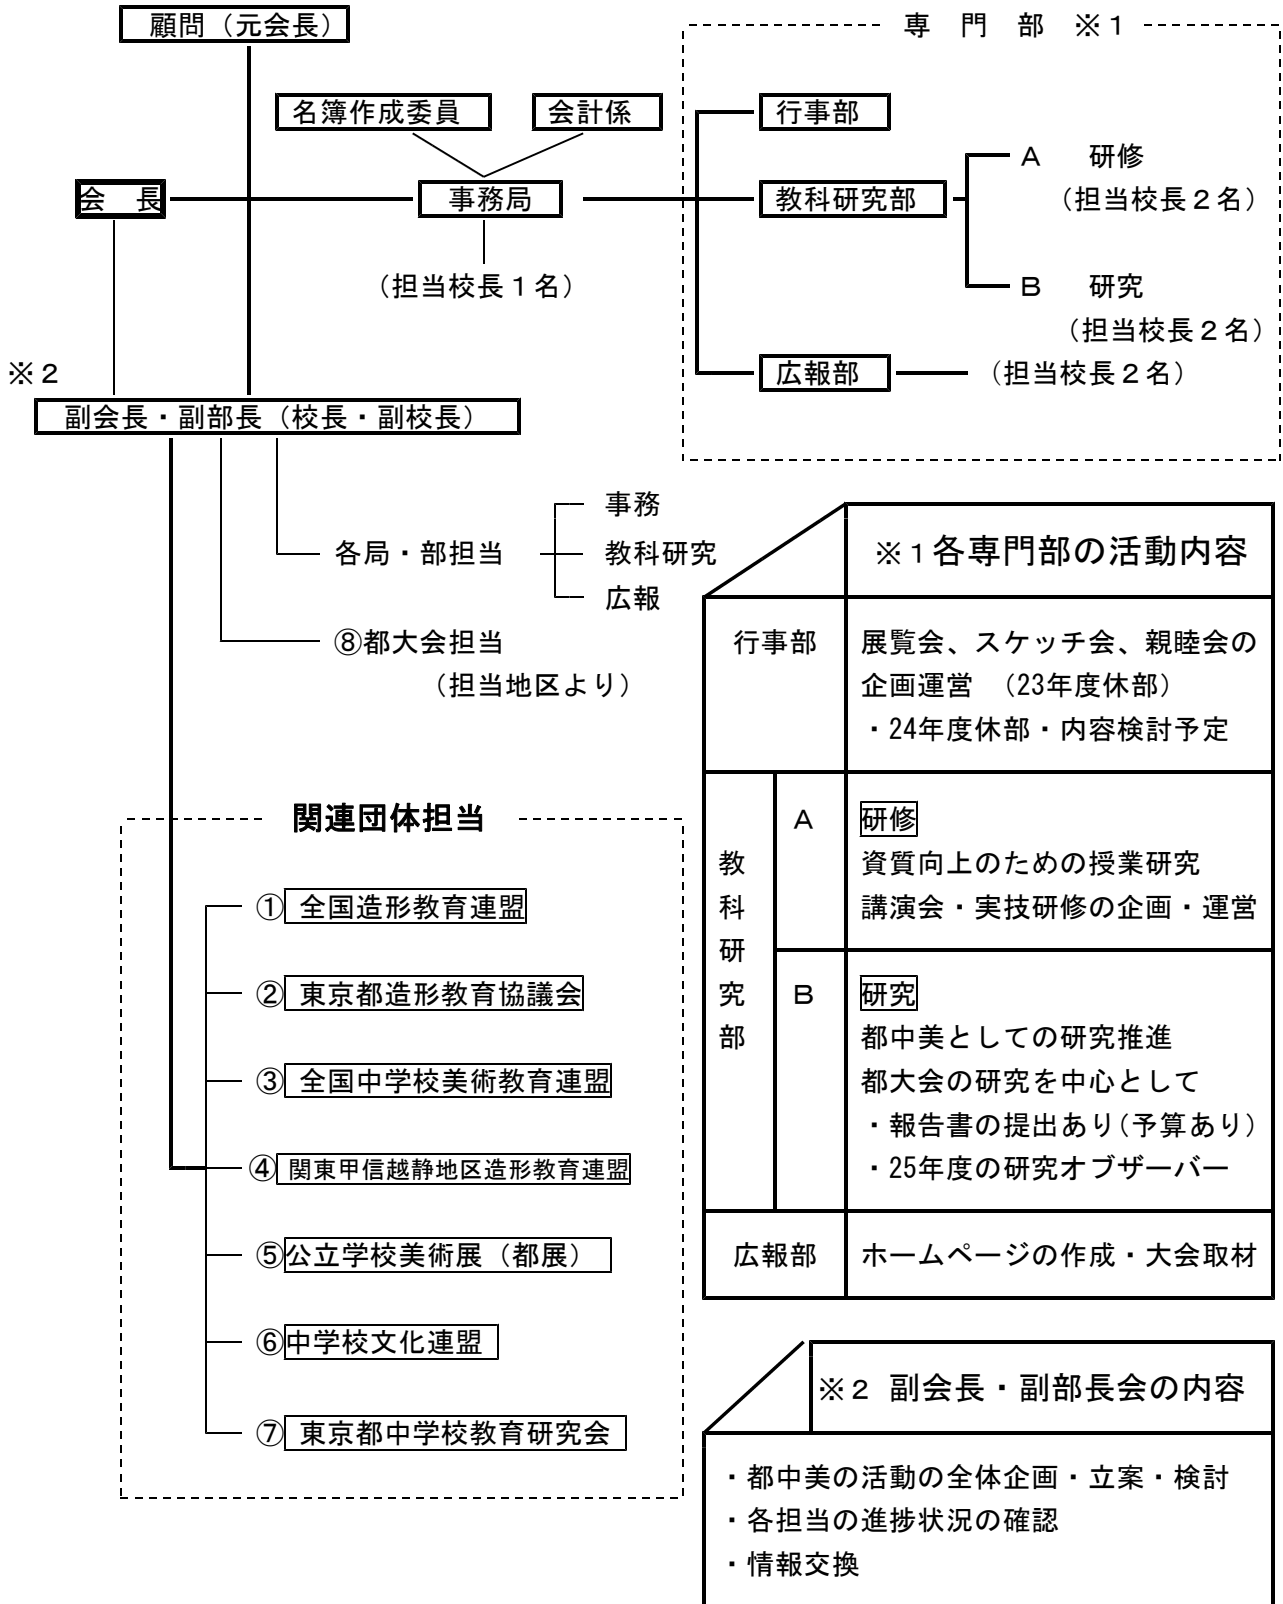 顧問（元会長）
専　門　部　※１
名簿作成委員
会計係
行事部
Ａ　研修
会　長
事務局
教科研究部
（担当校長２名）
（担当校長１名）
Ｂ　研究
（担当校長２名）
※２
広報部
（担当校長２名）
副会長・副部長（校長・副校長）
事務
各局・部担当
教科研究
広報
⑧都大会担当
（担当地区より）
※１各専門部の活動内容
行事部
展覧会、スケッチ会、親睦会の
企画運営　（23年度休部）
・24年度休部・内容検討予定
教科研究部
Ａ
研修
資質向上のための授業研究
講演会・実技研修の企画・運営
Ｂ
研究
都中美としての研究推進
都大会の研究を中心として
・報告書の提出あり（予算あり）
・25年度の研究オブザーバー
広報部
ホームページの作成・大会取材
関連団体担当
① 全国造形教育連盟
② 東京都造形教育協議会
③ 全国中学校美術教育連盟
④ 関東甲信越静地区造形教育連盟
⑤公立学校美術展（都展）
⑥中学校文化連盟
⑦ 東京都中学校教育研究会
※２ 副会長・副部長会の内容
・都中美の活動の全体企画・立案・検討
・各担当の進捗状況の確認
・情報交換